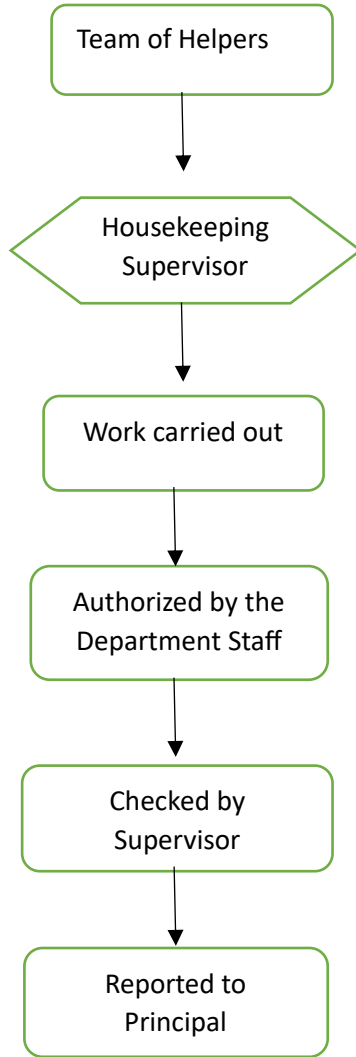 Team of Helpers
Housekeeping
Supervisor
Work carried out
Authorized by the
Department Staff
Checked by
Supervisor
Reported to
Principal